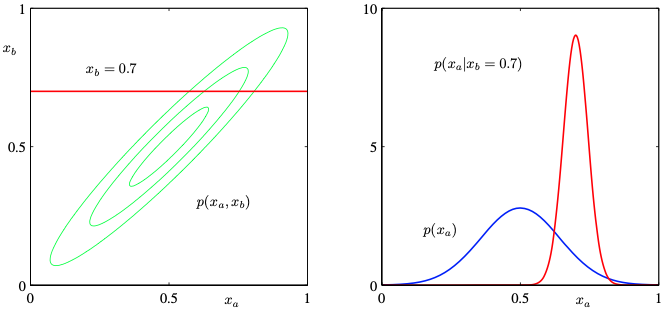 1
x_b
x_b = 0.7
0.5
p(x_a, x_b)
0
0
0.5
x_a
1
10
p(x_a|x_b = 0.7)
5
p(x_a)
0
0
0.5
x_a
1